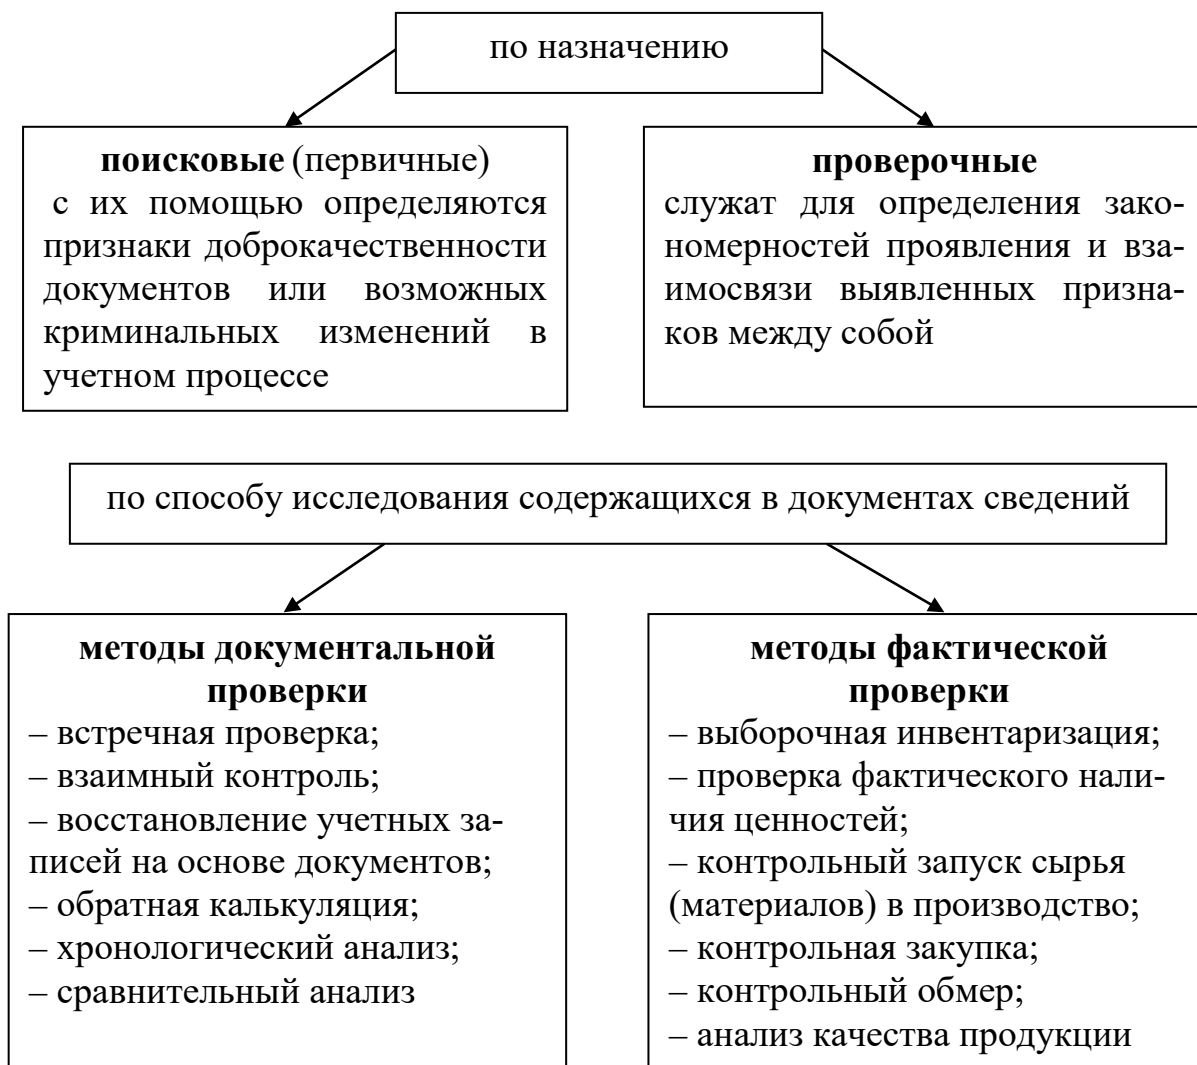 по назначению
поисковые (первичные)
с их помощью определяются
признаки доброкачественности
документов или возможных
криминальных изменений в
учетном процессе
проверочные
служат для определения зако-
номерностей проявления и вза-
имосвязи выявленных призна-
ков между собой
по способу исследования содержащихся в документах сведений
методы документальной
проверки
– встречная проверка;
– взаимный контроль;
– восстановление учетных за-
писей на основе документов;
– обратная калькуляция;
– хронологический анализ;
– сравнительный анализ
методы фактической
проверки
– выборочная инвентаризация;
– проверка фактического нали-
чия ценностей;
– контрольный запуск сырья
(материалов) в производство;
– контрольная закупка;
– контрольный обмер;
– анализ качества продукции